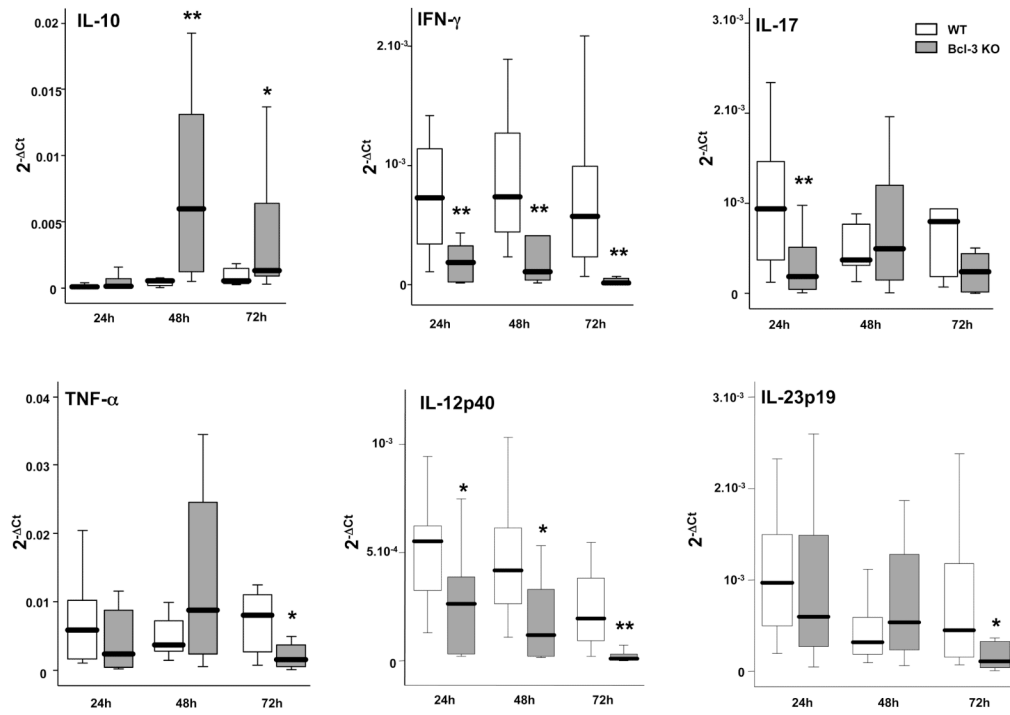 IL-10
0.02
0.015
0.01
0.005
0
2-ΔCt
**
*
24h
48h
72h
IFN-γ
2.10-3
10-3
0
2-ΔCt
**
**
**
24h
48h
72h
IL-17
WT
Bcl-3 KO
3.10-3
2.10-3
10-3
0
2-ΔCt
**
24h
48h
72h
TNF-α
0.04
0.03
0.02
0.01
0
2-ΔCt
*
24h
48h
72h
IL-12p40
10-3
5.10-4
0
2-ΔCt
*
*
**
24h
48h
72h
IL-23p19
3.10-3
2.10-3
10-3
0
2-ΔCt
*
24h
48h
72h